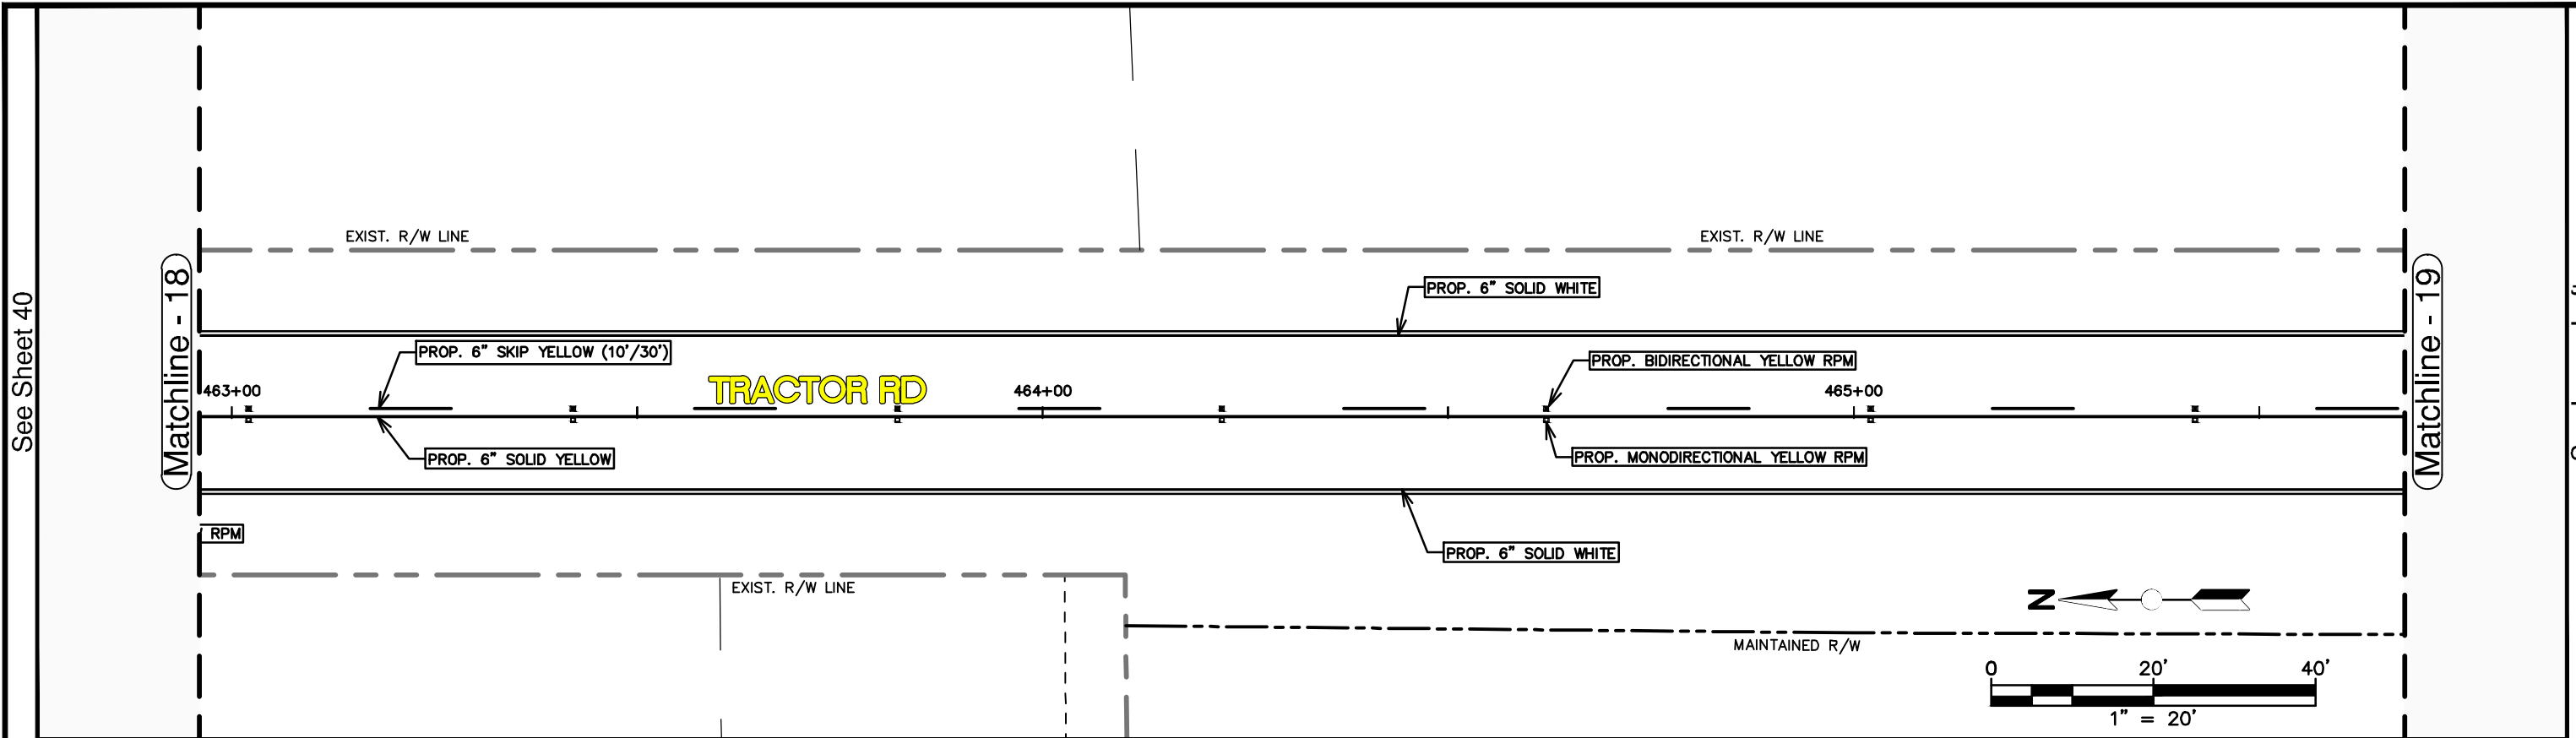 See Sheet 40
Matchline - 18
EXIST. R/W LINE
EXIST. R/W LINE
PROP. 6" SOLID WHITE
PROP. 6" SKIP YELLOW (10'/30')
PROP. BIDIRECTIONAL YELLOW RPM
463+00
TRACTOR RD
464+00
465+00
PROP. 6" SOLID YELLOW
PROP. MONODIRECTIONAL YELLOW RPM
Matchline - 19
RPM
PROP. 6" SOLID WHITE
EXIST. R/W LINE
N
MAINTAINED R/W
0 20' 40'
1" = 20'